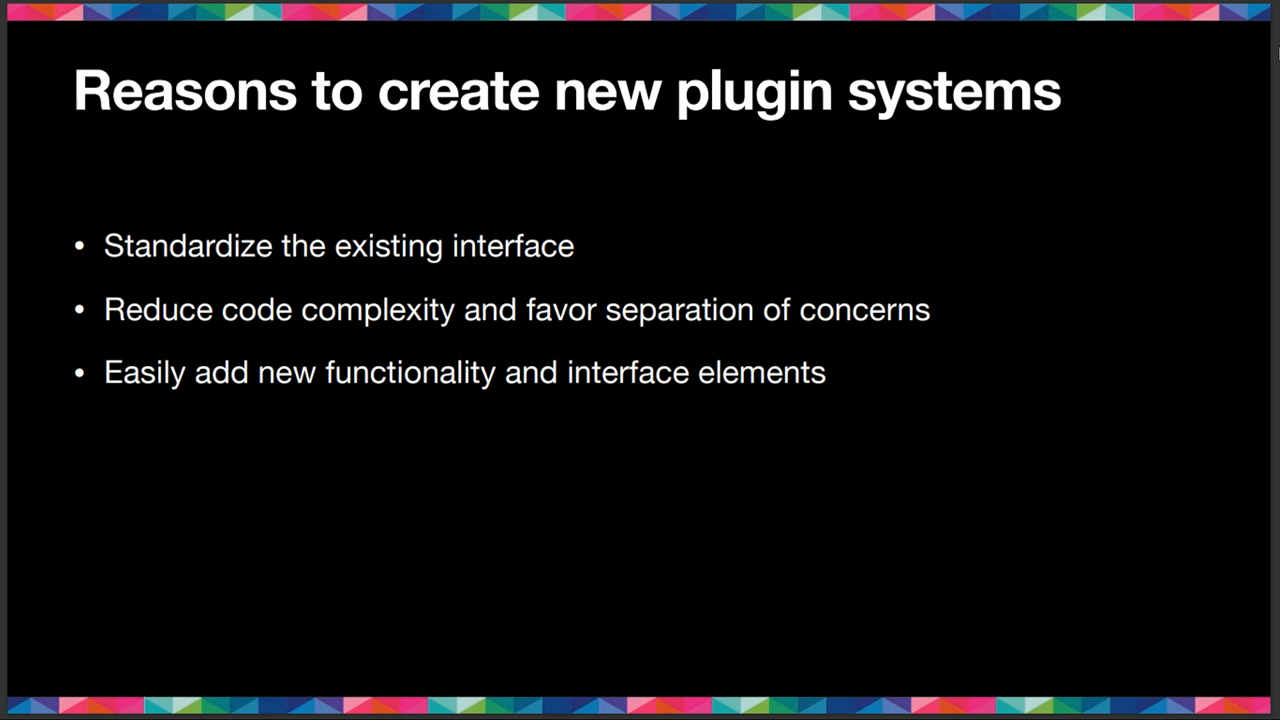 Reasons to create new plugin systems
• Standardize the existing interface
• Reduce code complexity and favor separation of concerns
• Easily add new functionality and interface elements